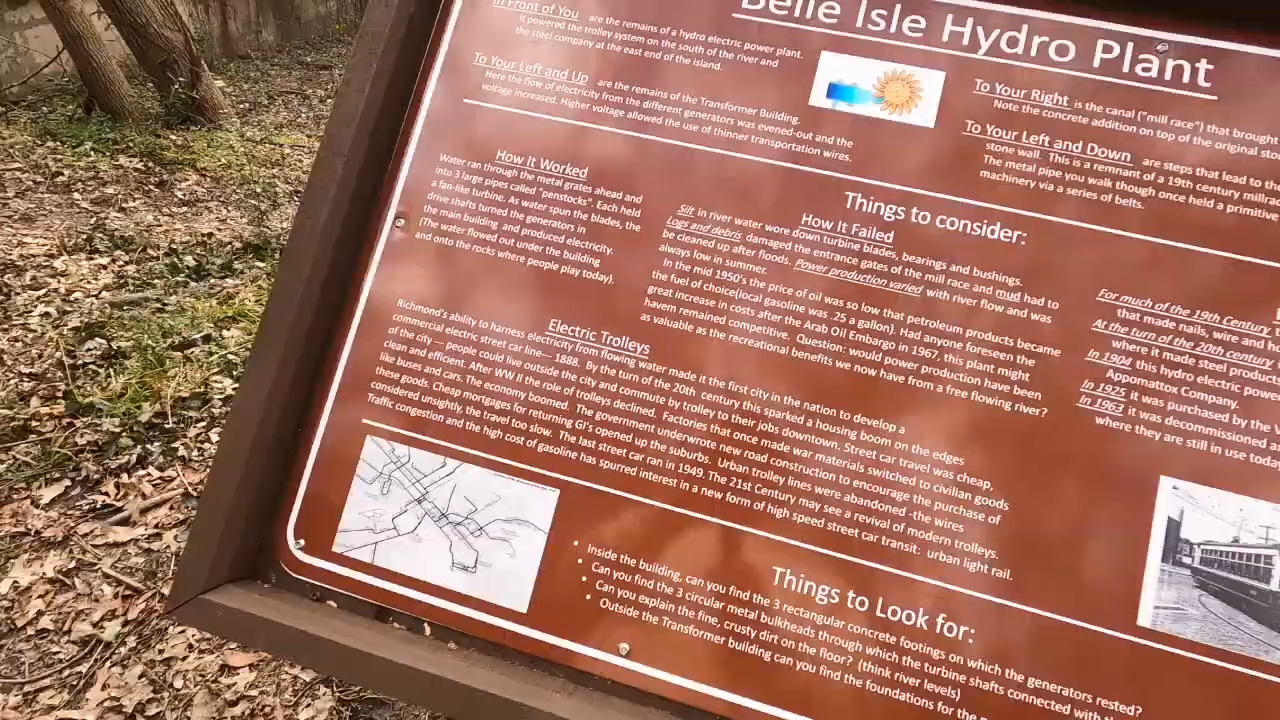 Belle Isle Hydro Plant
In Front of You are the remains of a hydro electric power plant.
It powered the trolley system on the south of the river and
the steel company at the east end of the island.
To Your Left and Up are the remains of the Transformer Building.
Here the flow of electricity from the different generators was evened-out and the
voltage increased. Higher voltage allowed the use of thinner transportation wires.
To Your Right is the canal ("mill race") that brought
Note the concrete addition on top of the original
To Your Left and Down are steps that lead to the
stone wall. This is a remnant of a 19th century
The metal pipe you walk though once held a primitive
machinery via a series of belts.
How It Worked
Water ran through the metal grates ahead and
into 3 large pipes called "penstocks". Each held
a fan-like turbine. As water spun the blades, the
drive shafts turned the generators in
the main building and produced electricity.
(The water flowed out under the building
and onto the rocks where people play today).
Things to consider:
How It Failed
Silt in river water wore down turbine blades, bearings and bushings.
Logs and debris damaged the entrance gates of the mill race and mud had to
be cleaned up after floods. Power production varied with river flow and was
always low in summer.
In the mid 1950's the price of oil was so low that petroleum products became
the fuel of choice(local gasoline was .25 a gallon). Had anyone foreseen the
great increase in costs after the Arab Oil Embargo in 1967, this plant might
havem remained competitive. Question: would power production have been
as valuable as the recreational benefits we now have from a free flowing river?
For much of the 19th Century
that made nails, wire and
At the turn of the 20th century
where it made steel
In 1904 this hydro electric
Appomattox Company.
In 1925 it was purchased by the
In 1963 it was decommissioned
where they are still in use
Electric Trolleys
Richmond's ability to harness electricity from flowing water made it the first city in the nation to develop a
commercial electric street car line— 1888. By the turn of the 20th century this sparked a housing boom on the edges
of the city — people could live outside the city and commute by trolley to their jobs downtown. Street car travel was cheap,
clean and efficient. After WW II the role of trolleys declined. Factories that once made war materials switched to civilian goods
like buses and cars. The economy boomed. The government underwrote new road construction to encourage the purchase of
these goods. Cheap mortgages for returning GI's opened up the suburbs. Urban trolley lines were abandoned -the wires
considered unsightly, the travel too slow. The last street car ran in 1949. The 21st Century may see a revival of modern trolleys.
Traffic congestion and the high cost of gasoline has spurred interest in a new form of high speed street car transit: urban light rail.
Things to Look for:
• Inside the building, can you find the 3 rectangular concrete footings on which the generators rested?
• Can you find the 3 circular metal bulkheads through which the turbine shafts connected with
• Can you explain the fine, crusty dirt on the floor? (think river levels)
• Outside the Transformer building can you find the foundations for the